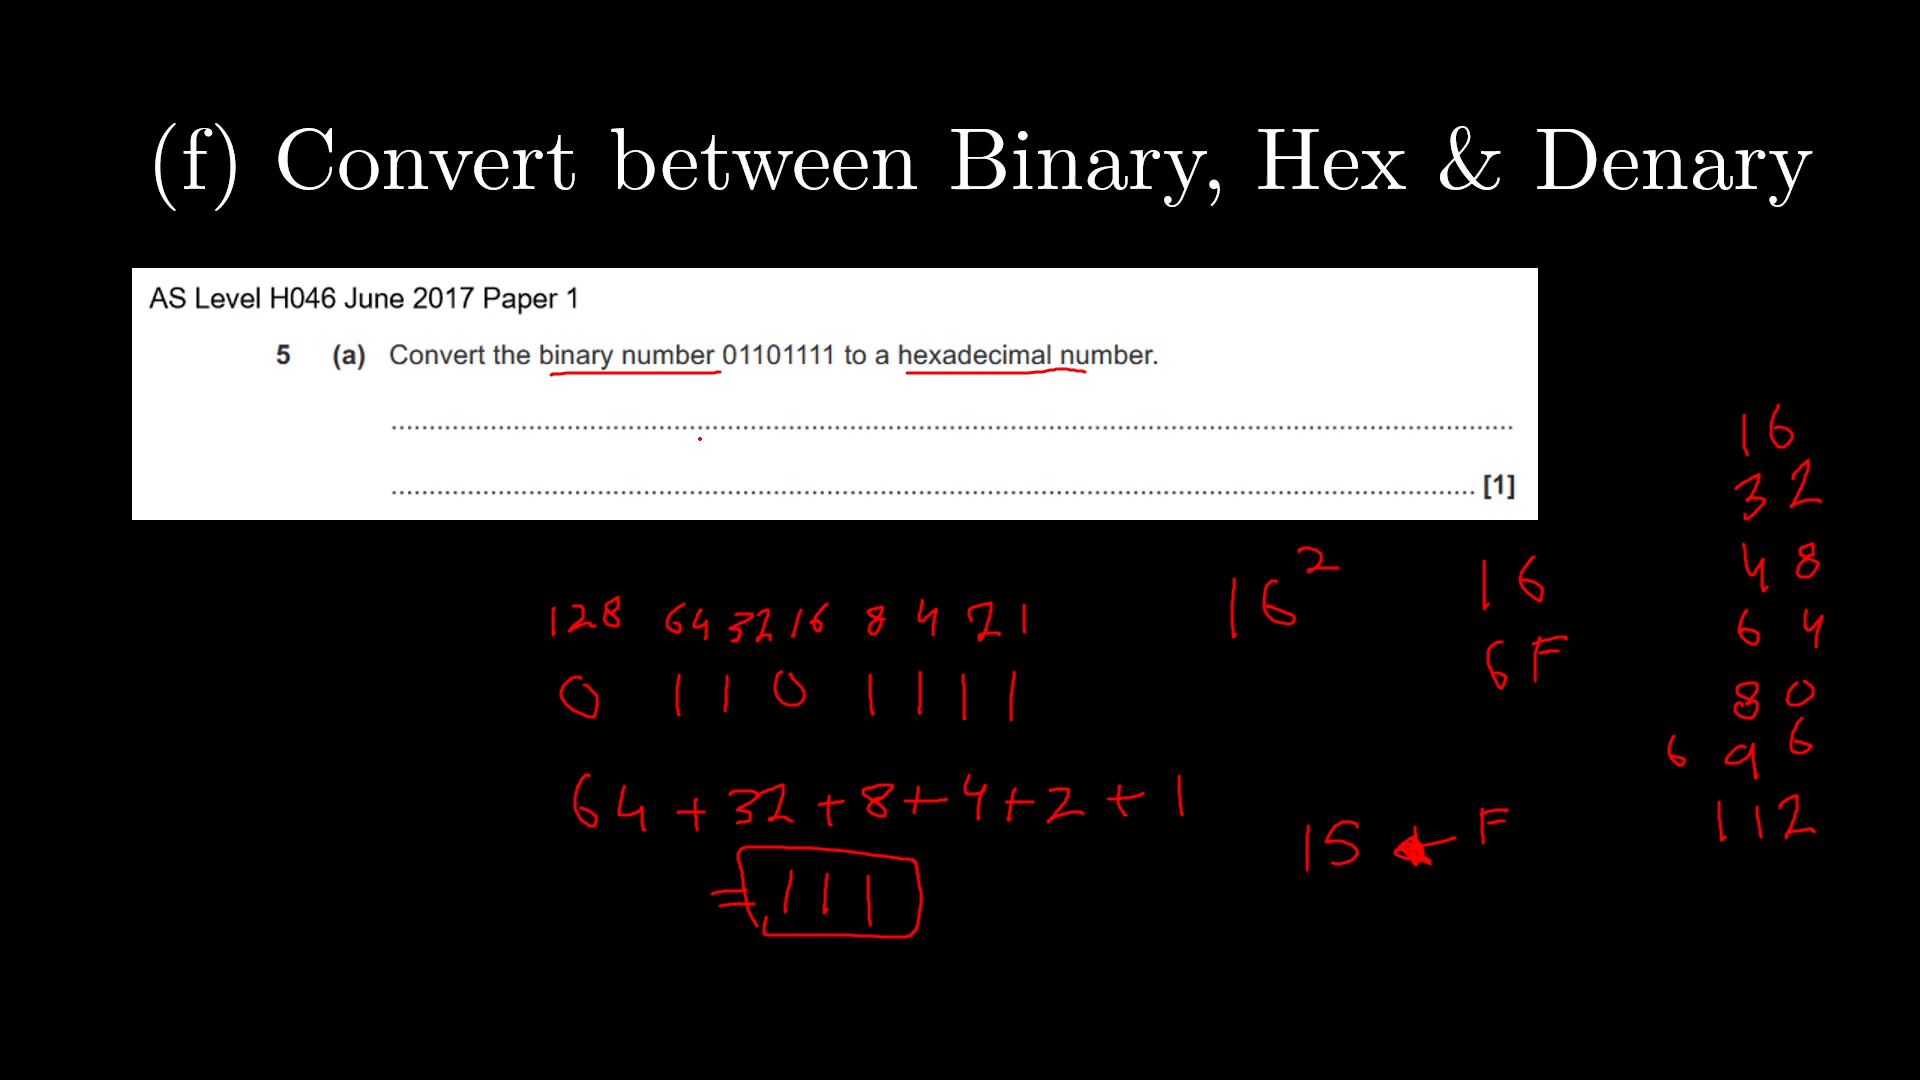 (f) Convert between Binary, Hex & Denary
AS Level H046 June 2017 Paper 1
5 (a) Convert the binary number 01101111 to a hexadecimal number.
[1]
128 64 32 16 8 4 2 1
0 1 1 0 1 1 1 1
64 + 32 + 8 + 4 + 2 + 1
= 111
16²
16
6F
15 ← F
16
32
48
64
80
6 96
112